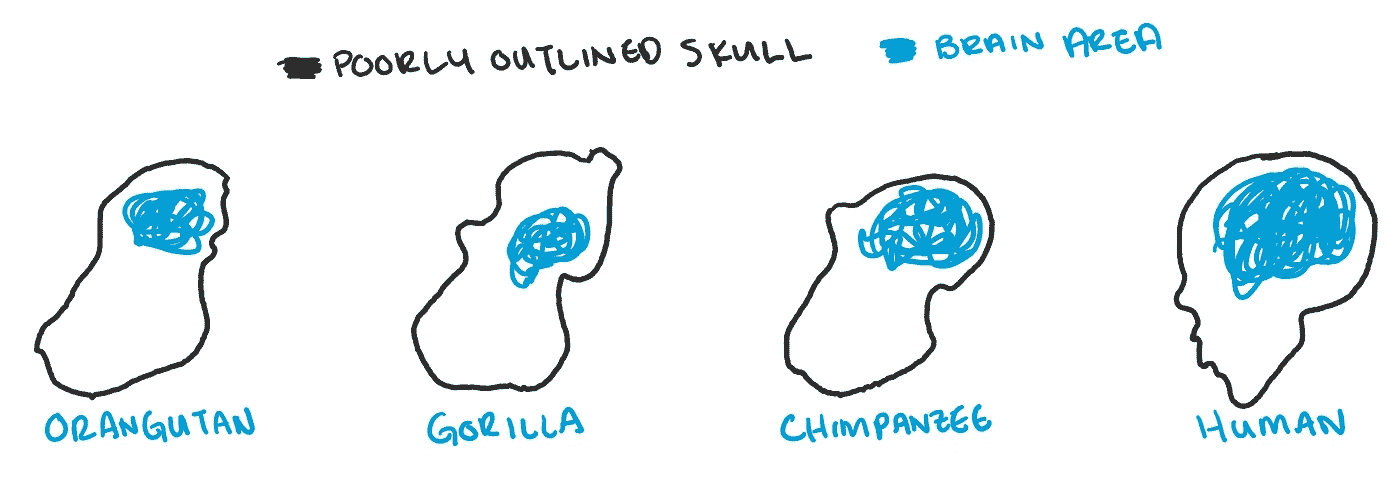 POORLY OUTLINED SKULL
BRAIN AREA
ORANGUTAN
GORILLA
CHIMPANZEE
HUMAN